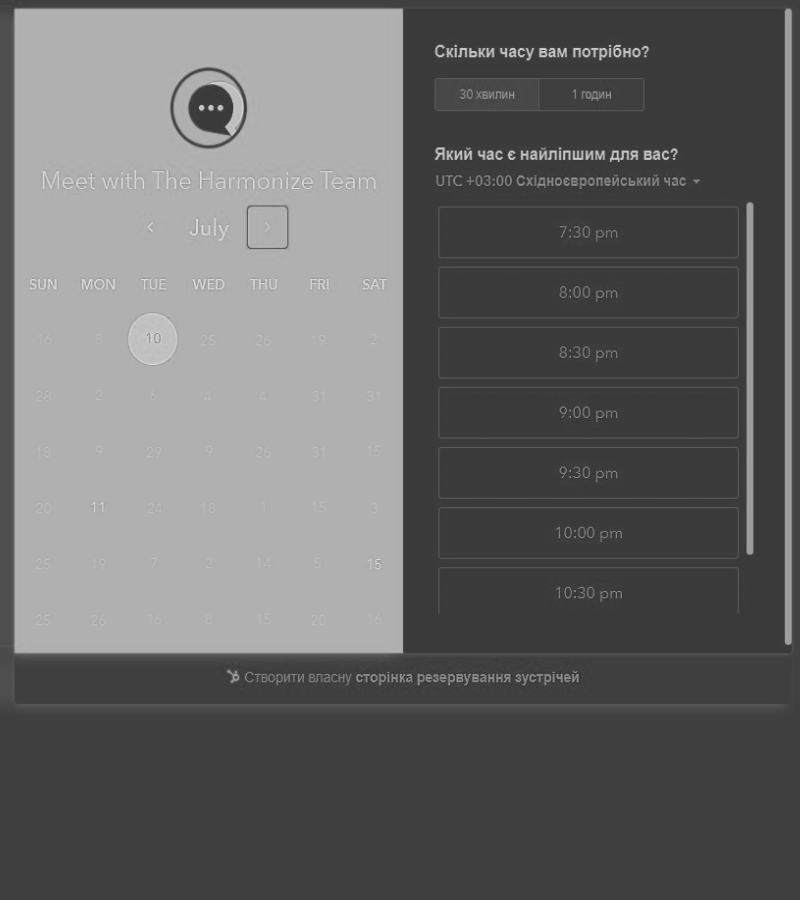 Meet with The Harmonize Team
July
SUN MON TUE WED THU FRI SAT
16 8 10 25 26 19 2
28 2 6 4 4 31 31
18 9 29 9 26 31 15
20 11 24 18 1 15 3
25 19 7 2 14 5 15
25 26 16 8 15 20 16
Скільки часу вам потрібно?
30 хвилин 1 годин
Який час є найліпшим для вас?
UTC +03:00 Східноєвропейський час
7:30 pm
8:00 pm
8:30 pm
9:00 pm
9:30 pm
10:00 pm
10:30 pm
Створити власну сторінка резервування зустрічей